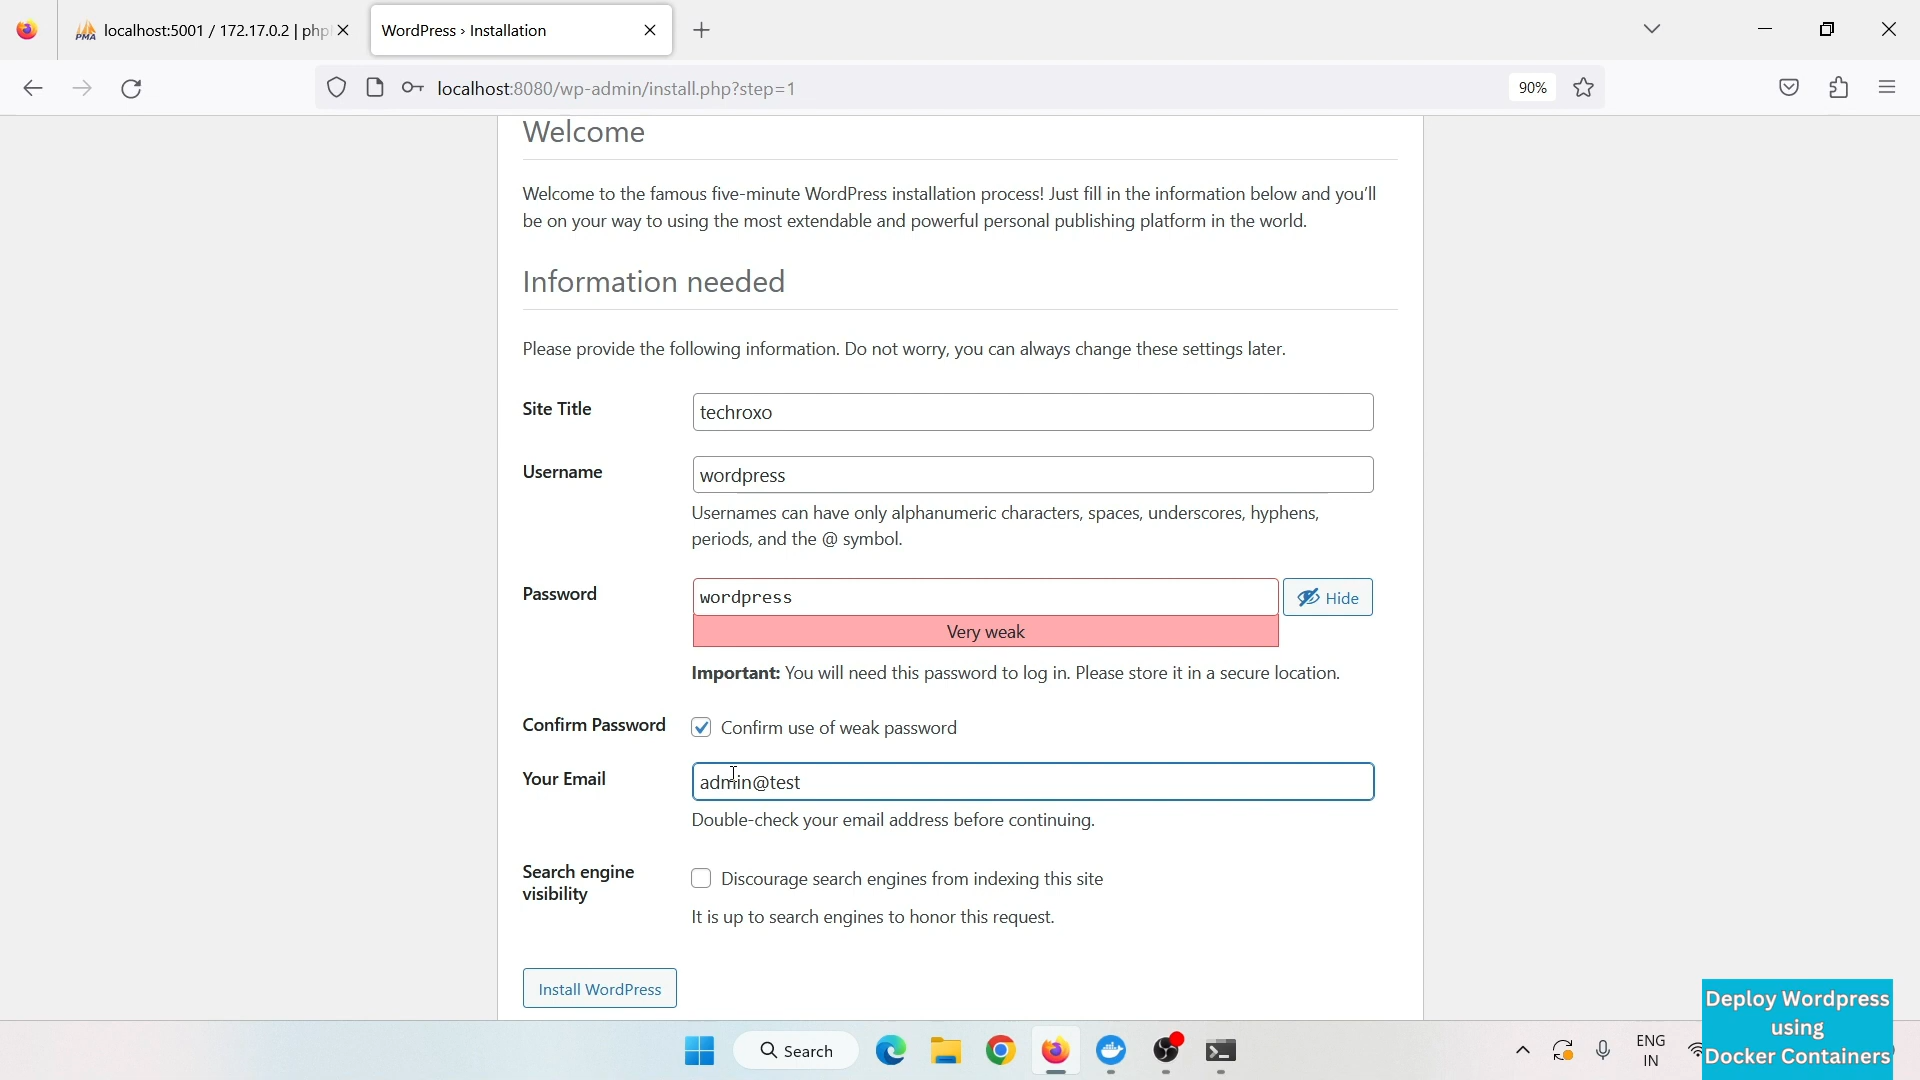 localhost:5001 / 172.17.0.2 | php
WordPress › Installation
localhost:8080/wp-admin/install.php?step=1
90%
Welcome
Welcome to the famous five-minute WordPress installation process! Just fill in the information below and you’ll
be on your way to using the most extendable and powerful personal publishing platform in the world.
Information needed
Please provide the following information. Do not worry, you can always change these settings later.
Site Title
techroxo
Username
wordpress
Usernames can have only alphanumeric characters, spaces, underscores, hyphens,
periods, and the @ symbol.
Password
wordpress
Hide
Very weak
Important: You will need this password to log in. Please store it in a secure location.
Confirm Password
Confirm use of weak password
Your Email
admin@test
Double-check your email address before continuing.
Search engine
visibility
Discourage search engines from indexing this site
It is up to search engines to honor this request.
Install WordPress
Search
ENG
IN
Deploy Wordpress
using
Docker Containers
PMA